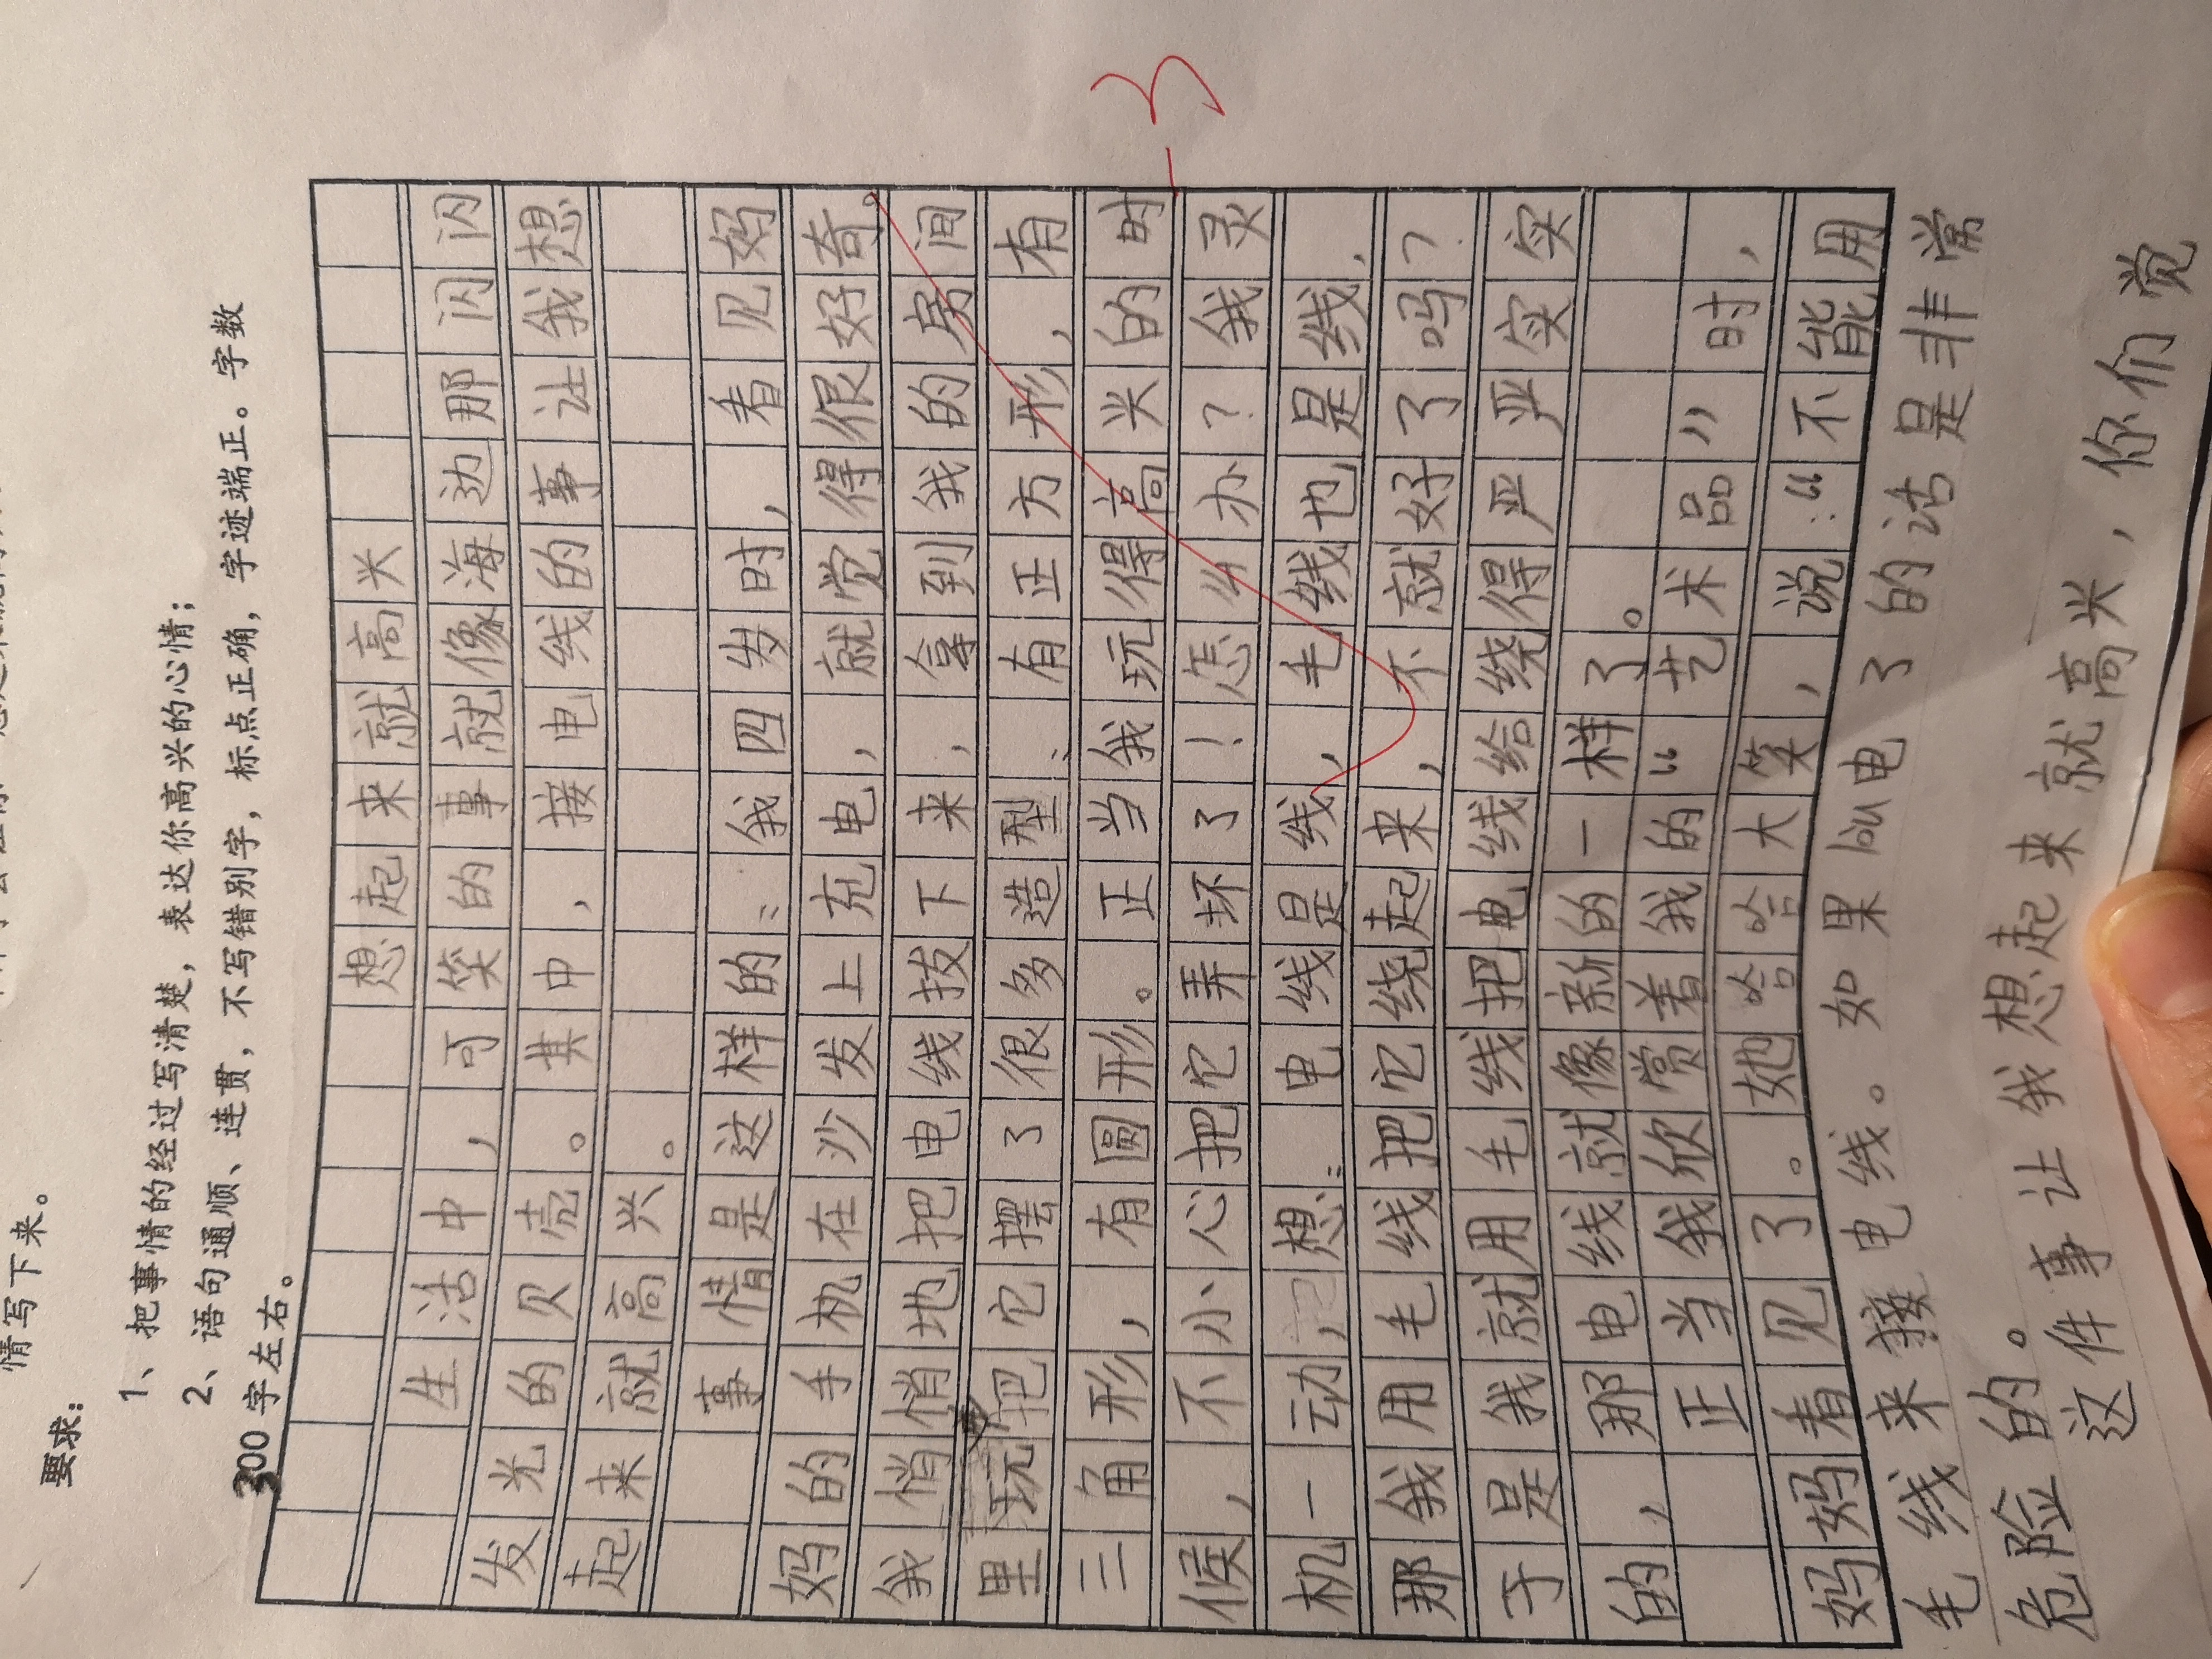 情写下来。
要求：
1、把事情的经过写清楚，表达你高兴的心情；
2、语句通顺、连贯，不写错别字，标点正确，字迹端正。字数
300字左右。
想起来就高兴
生活中，可笑的事就像海边那闪闪
发光的贝壳。其中，接电线的事让我想
起来就高兴。
事情是这样的：我四岁时，看见妈
妈的手机在沙发上充电，就觉得很好奇。
我悄悄地把电线拔下来，拿到我的房间
里玩，把它摆了很多造型：有正方形，有
三角形，有圆形。正当我玩得高兴的时
候，不小心把它弄坏了！怎么办？我灵
机一动，想：电线是线，毛线也是线，
那我用毛线把它绕起来，不就好了吗？
于是我就用毛线把电线给绕得严严实实
的，那电线就像新的一样了。
正当我欣赏着我的“艺术品”时，
妈妈看见了。她哈哈大笑，说：“不能用
毛线来接电线。如果lòu电了的话是非常
危险的。
这件事让我想起来就高兴，你们觉
-3